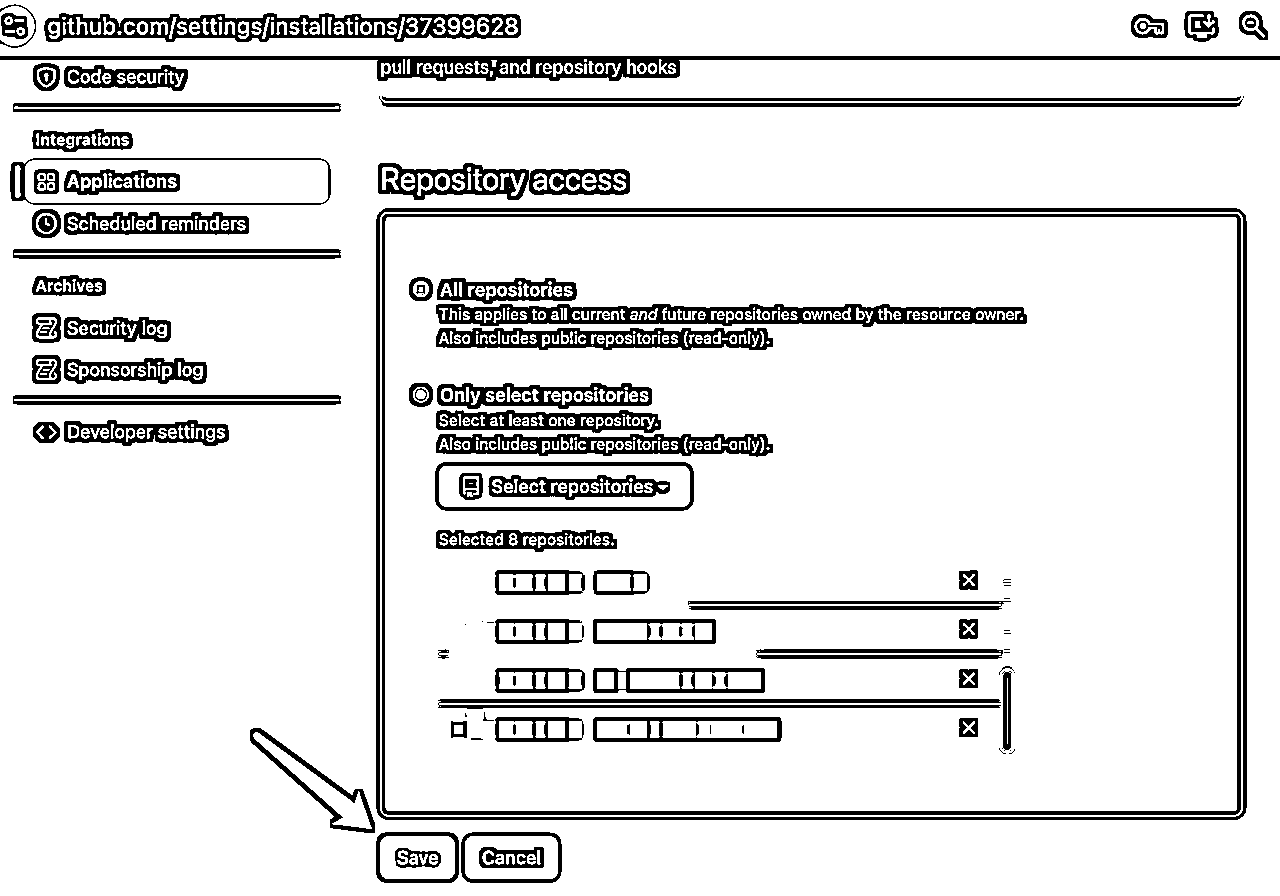 github.com/settings/installations/37399628
Code security
Integrations
Applications
Scheduled reminders
Archives
Security log
Sponsorship log
Developer settings
pull requests, and repository hooks
Repository access
All repositories
This applies to all current and future repositories owned by the resource owner.
Also includes public repositories (read-only).
Only select repositories
Select at least one repository.
Also includes public repositories (read-only).
Select repositories
Selected 8 repositories.
Save
Cancel